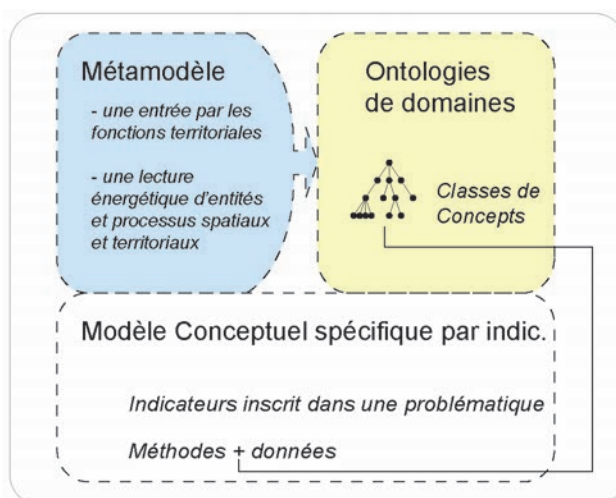 Métamodèle
- une entrée par les
fonctions territoriales
- une lecture
énergétique d'entités
et processus spatiaux
et territoriaux
Ontologies
de domaines
Classes de
Concepts
Modèle Conceptuel spécifique par indic.
Indicateurs inscrit dans une problématique
Méthodes + données